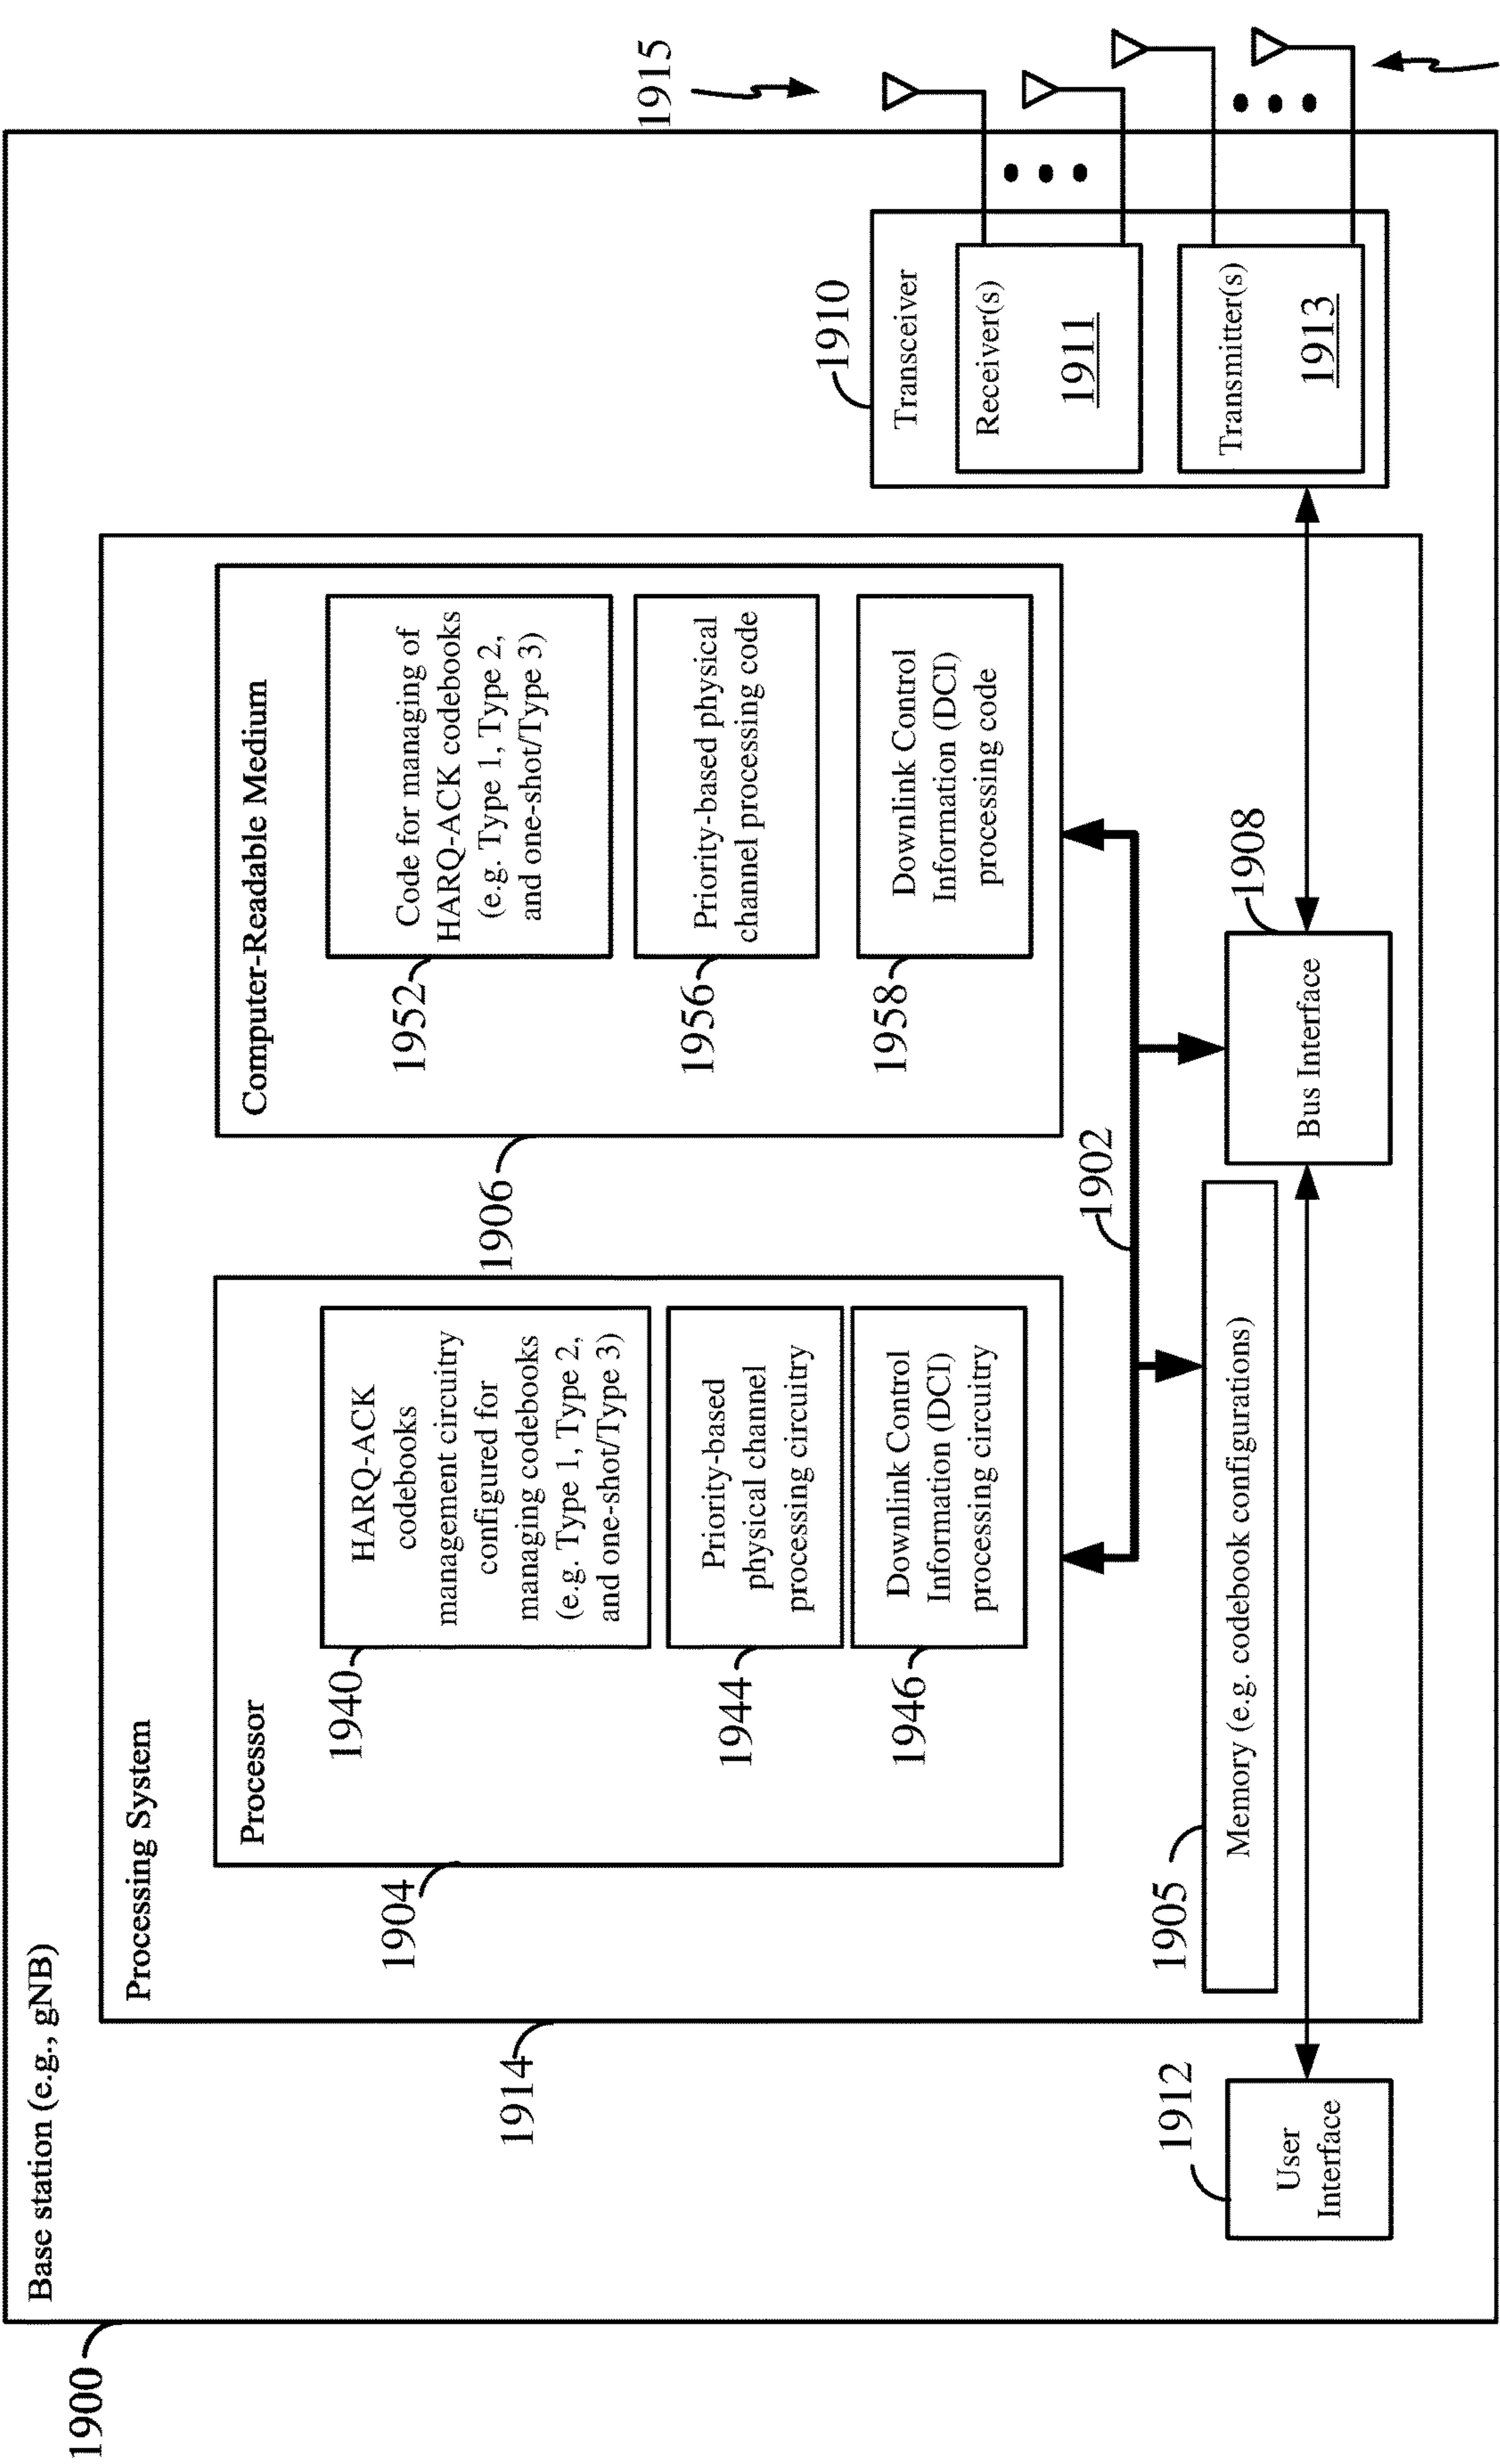 1900
Base station (e.g., gNB)
1914
Processing System
1904
Processor
1940
HARQ-ACK
codebooks
management circuitry
configured for
managing codebooks
(e.g. Type 1, Type 2,
and one-shot/Type 3)
1944
Priority-based
physical channel
processing circuitry
1946
Downlink Control
Information (DCI)
processing circuitry
1906
Computer-Readable Medium
1952
Code for managing of
HARQ-ACK codebooks
(e.g. Type 1, Type 2,
and one-shot/Type 3)
1956
Priority-based physical
channel processing code
1958
Downlink Control
Information (DCI)
processing code
1902
1905
Memory (e.g. codebook configurations)
1908
Bus Interface
1912
User
Interface
1910
Transceiver
Receiver(s)
1911
Transmitter(s)
1913
1915